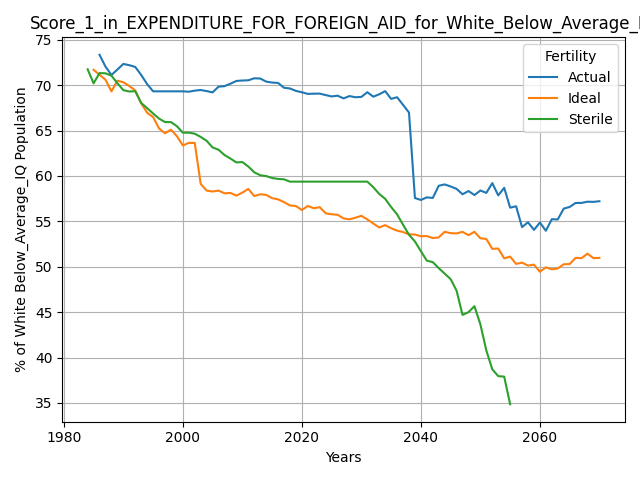 Score_1_in_EXPENDITURE_FOR_FOREIGN_AID_for_White_Below_Average_
75
70
65
60
55
50
45
40
35
% of White Below_Average_IQ Population
Fertility
Actual
Ideal
Sterile
1980
2000
2020
2040
2060
Years